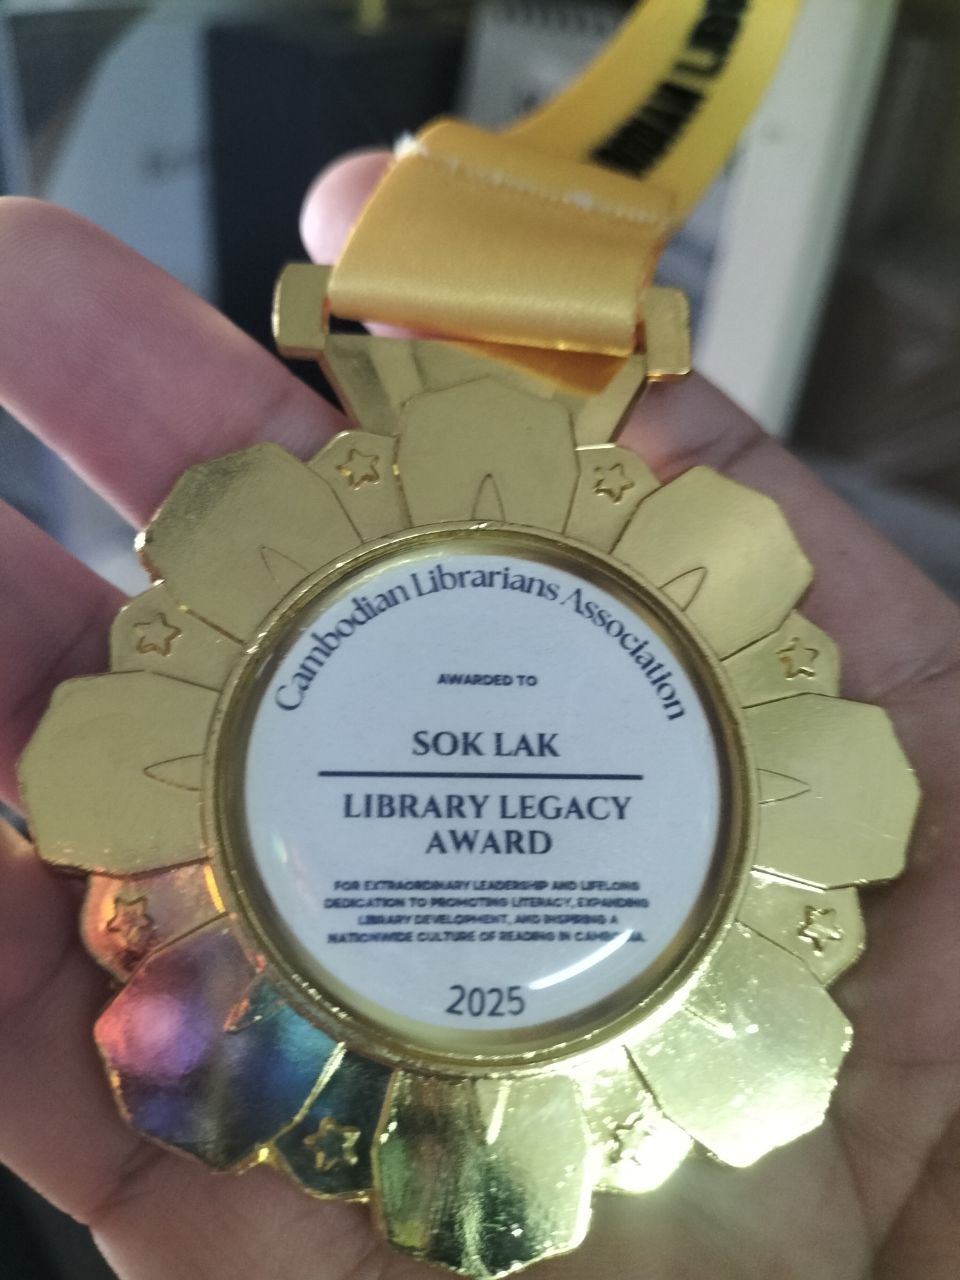 Cambodian Librarians Association
AWARDED TO
SOK LAK
LIBRARY LEGACY
AWARD
FOR EXTRAORDINARY LEADERSHIP AND LIFELONG
DEDICATION TO PROMOTING LITERACY, EXPANDING
LIBRARY DEVELOPMENT, AND INSPIRING A
NATIONWIDE CULTURE OF READING IN CAMBODIA.
2025